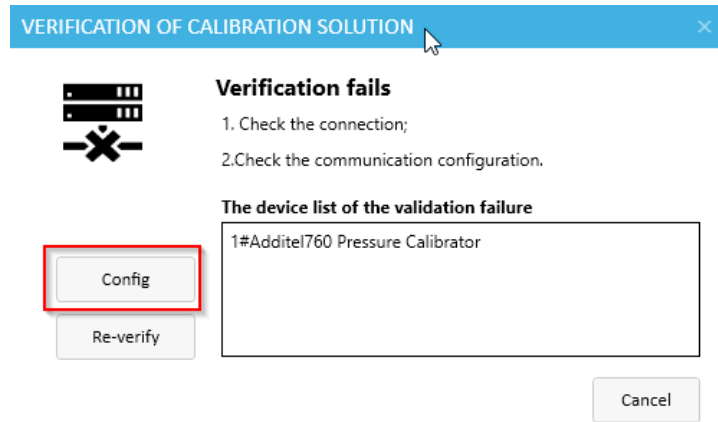 VERIFICATION OF CALIBRATION SOLUTION
Verification fails
1. Check the connection;
2.Check the communication configuration.
The device list of the validation failure
1#Additel760 Pressure Calibrator
Config
Re-verify
Cancel